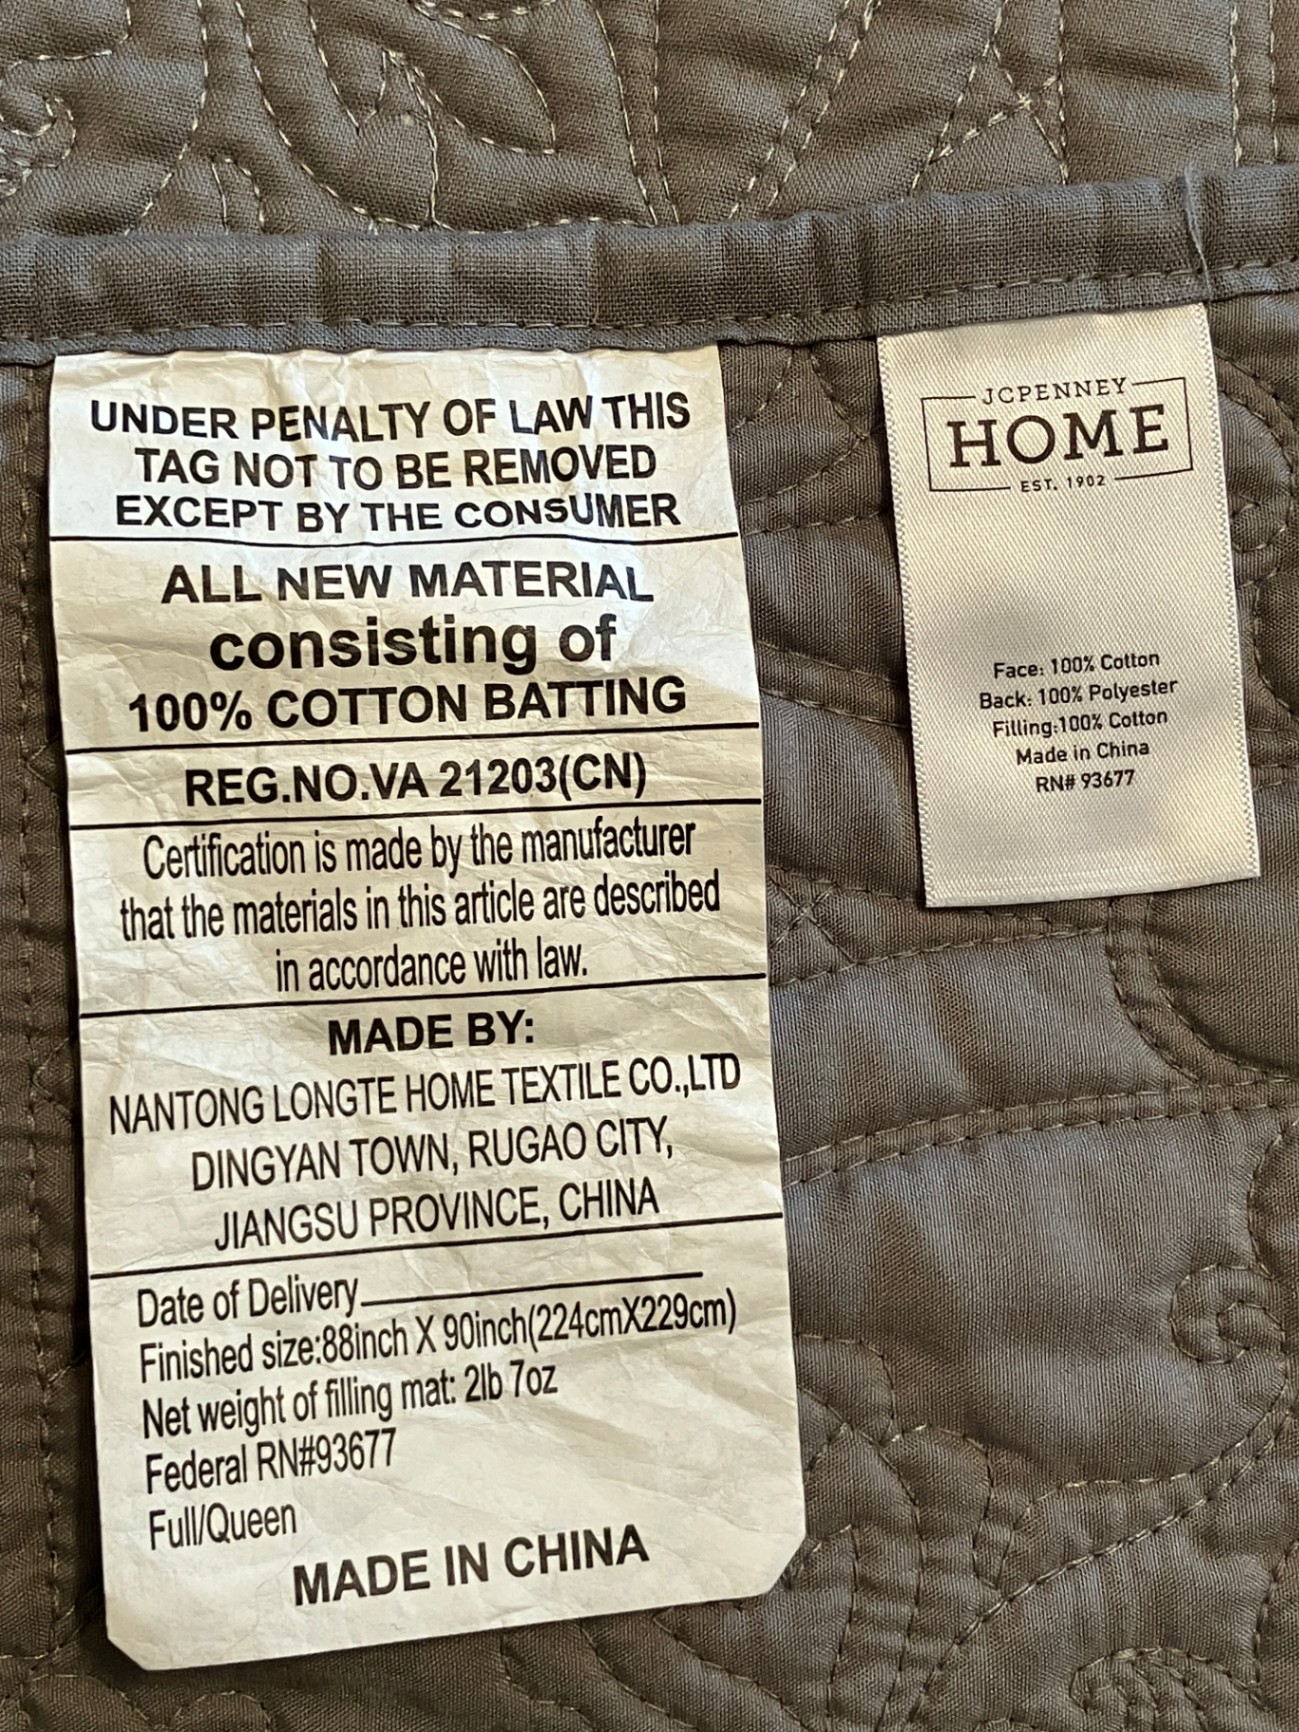 UNDER PENALTY OF LAW THIS
TAG NOT TO BE REMOVED
EXCEPT BY THE CONSUMER
ALL NEW MATERIAL
consisting of
100% COTTON BATTING
REG.NO.VA 21203(CN)
Certification is made by the manufacturer
that the materials in this article are described
in accordance with law.
MADE BY:
NANTONG LONGTE HOME TEXTILE CO.,LTD
DINGYAN TOWN, RUGAO CITY,
JIANGSU PROVINCE, CHINA
Date of Delivery
Finished size:88inch X 90inch(224cmX229cm)
Net weight of filling mat: 2lb 7oz
Federal RN#93677
Full/Queen
MADE IN CHINA
JCPENNEY
HOME
EST. 1902
Face: 100% Cotton
Back: 100% Polyester
Filling:100% Cotton
Made in China
RN# 93677